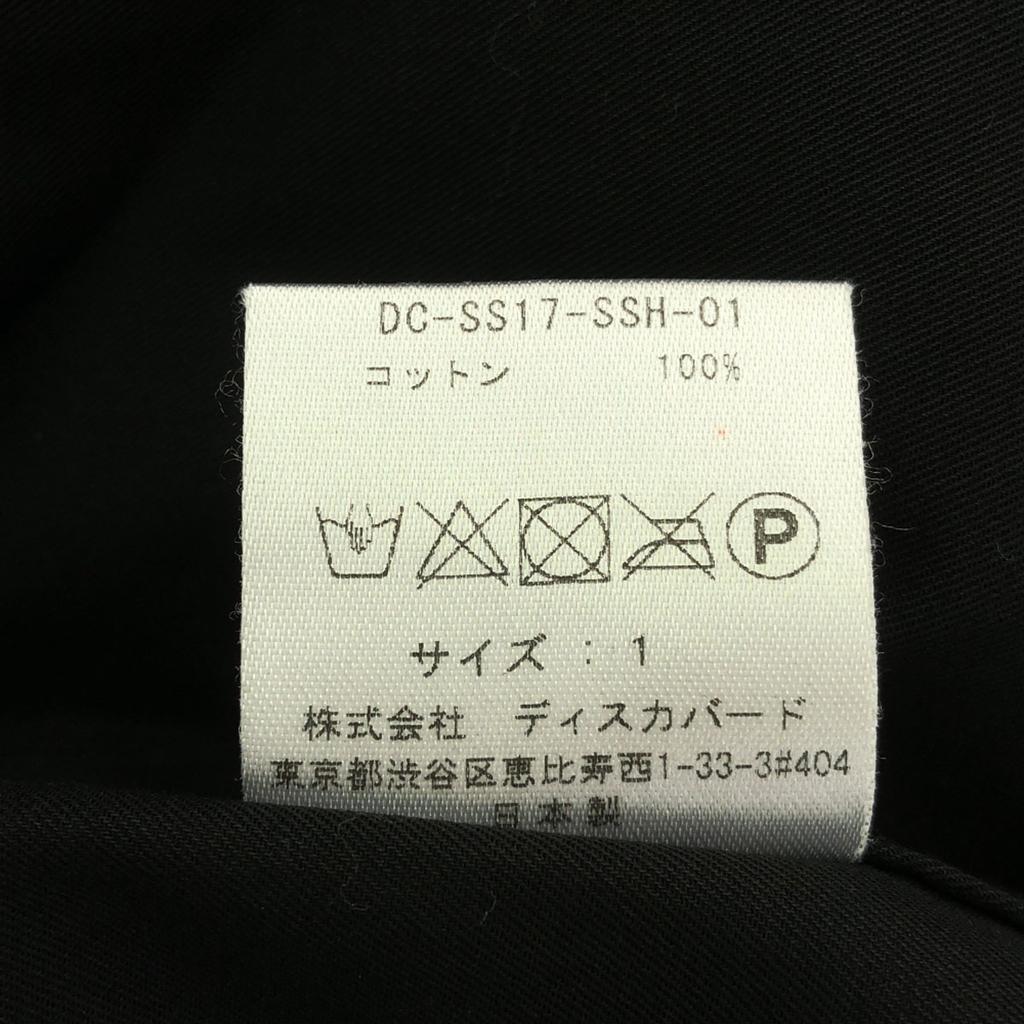 DC-SS17-SSH-01
コットン 100%
P
サイズ : 1
株式会社 ディスカバード
東京都渋谷区恵比寿西1-33-3#404
日本製